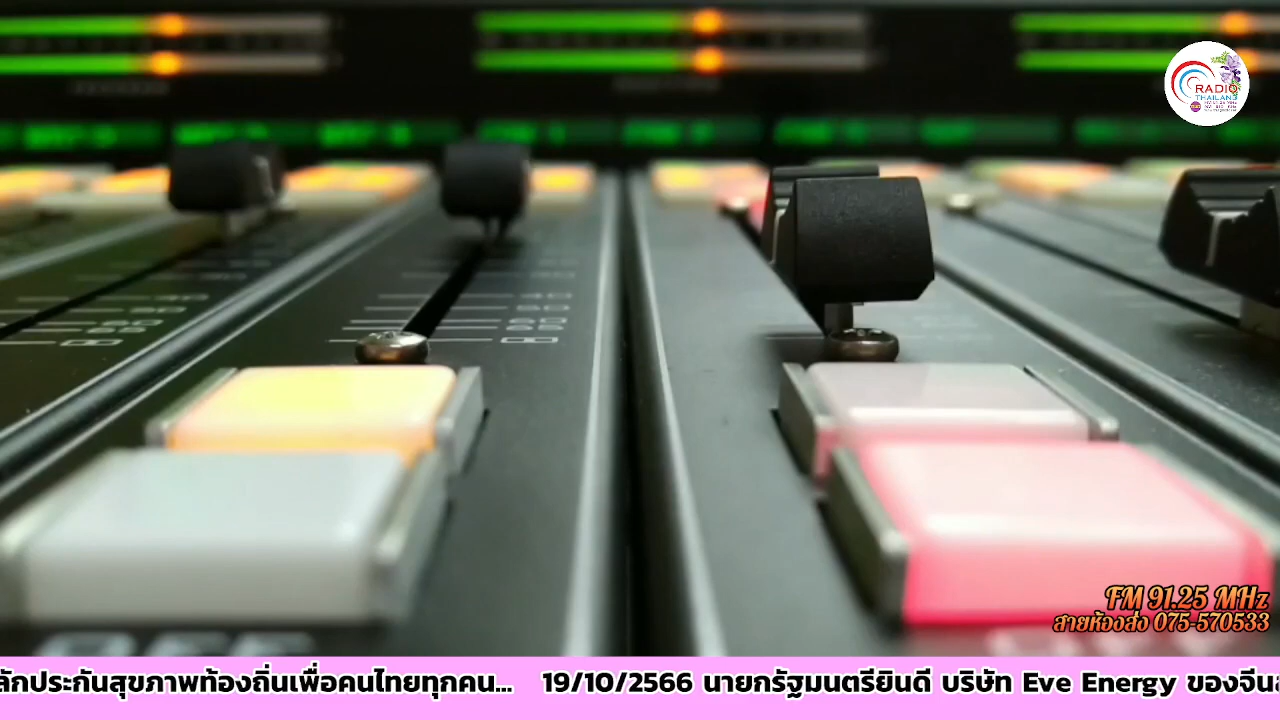 RADIO
THAILAND
FM 91.25 MHz
สายห้องส่ง 075-570533
ลักประกันสุขภาพท้องถิ่นเพื่อคนไทยทุกคน... 19/10/2566 นายกรัฐมนตรียินดี บริษัท Eve Energy ของจีน